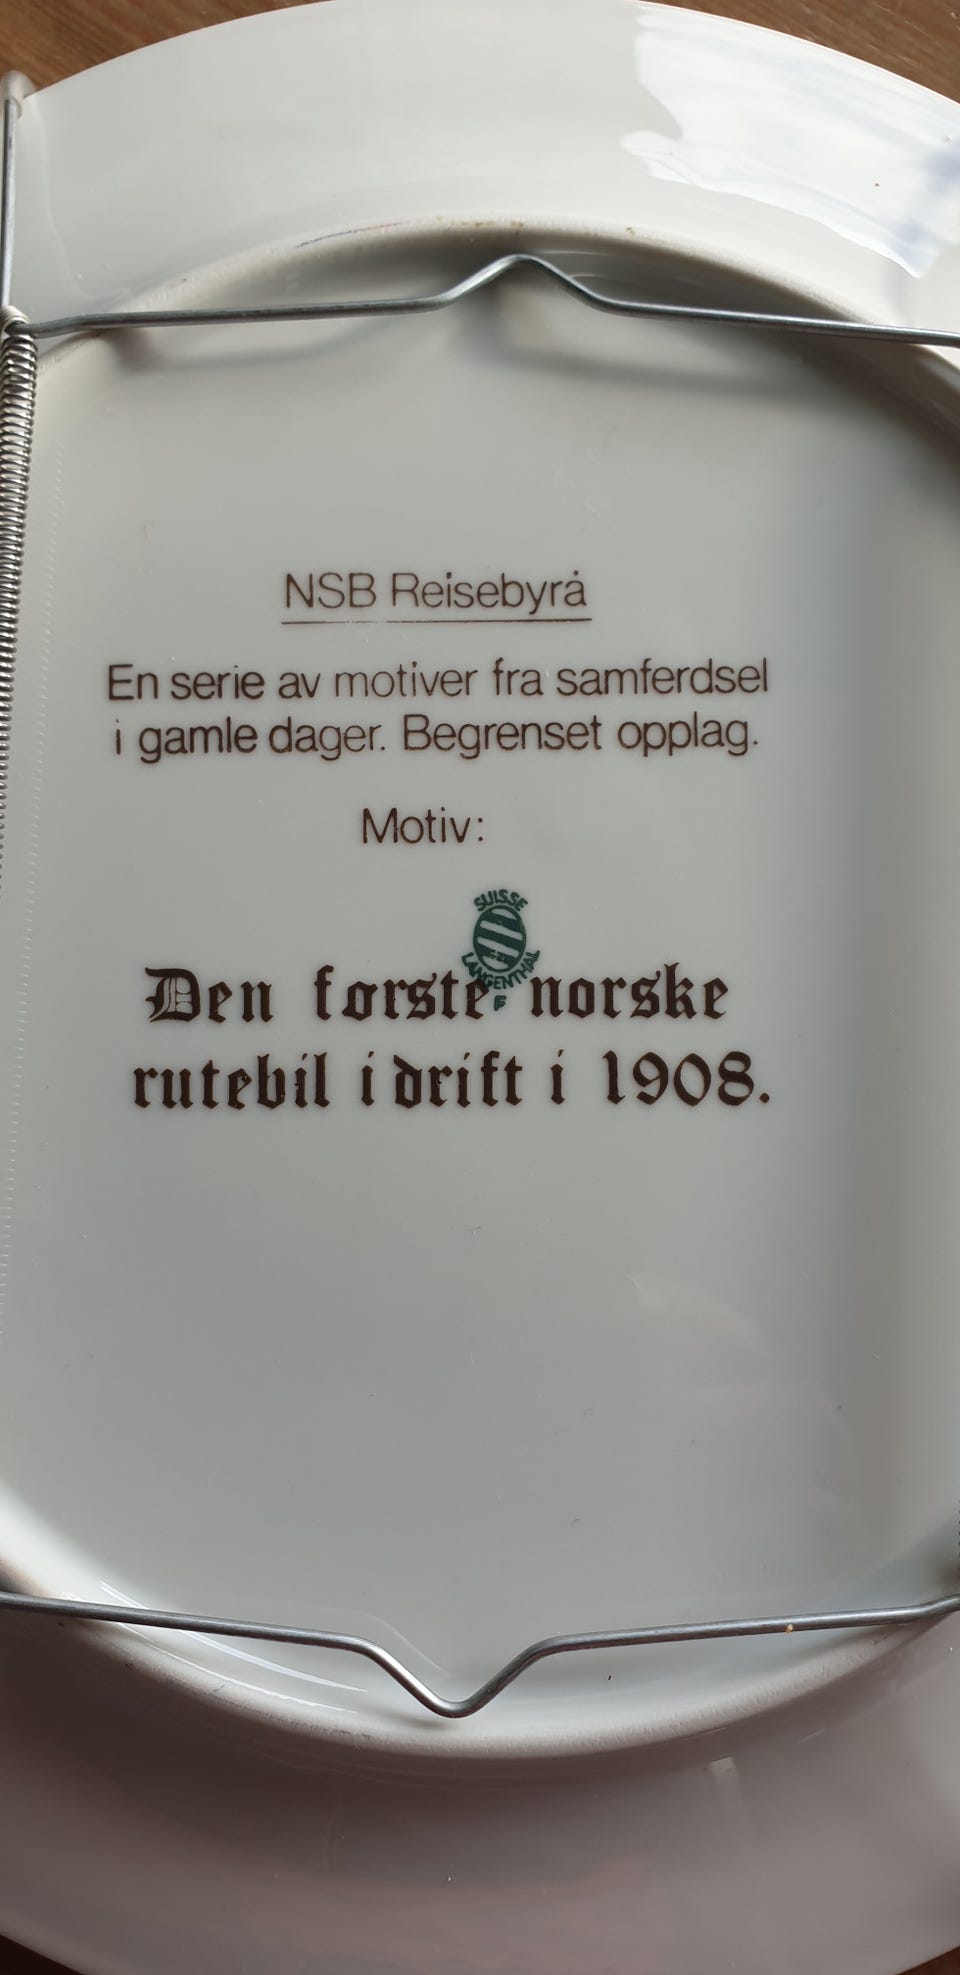 NSB Reisebyrå
En serie av motiver fra samferdsel
i gamle dager. Begrenset opplag.
Motiv:
SUISSE
LANGENTHAL
F
Den første norske
rutebil i drift i 1908.